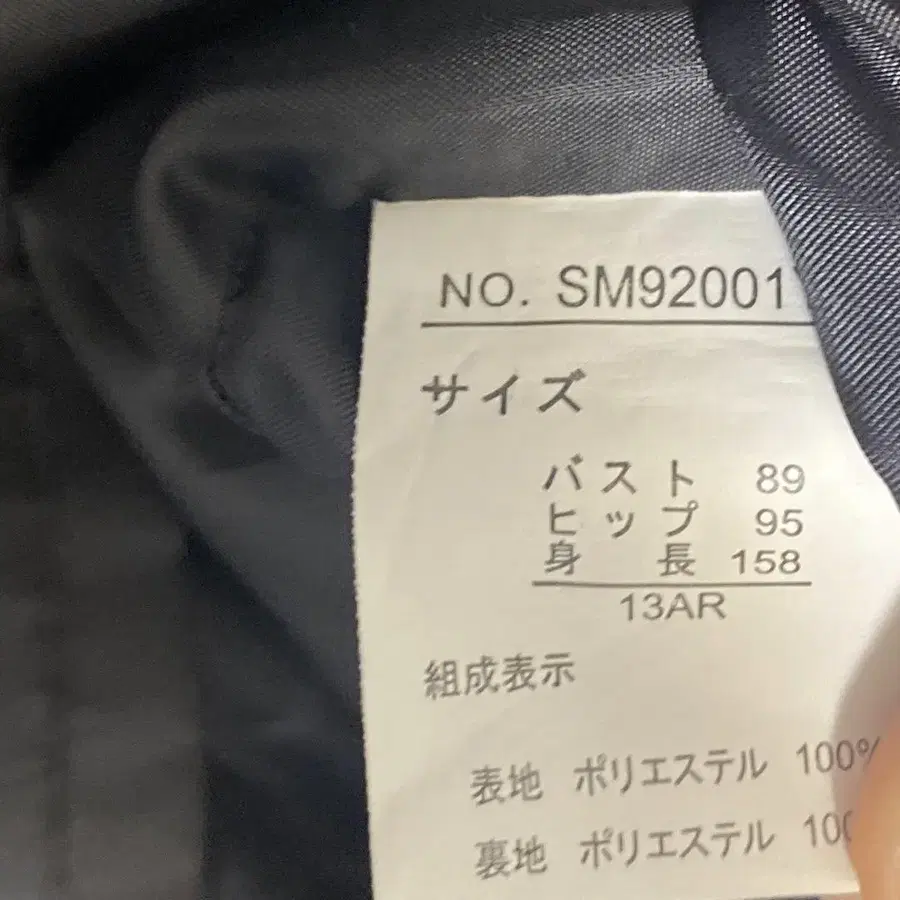 NO. SM92001
サイズ
バスト 89
ヒップ 95
身長 158
13AR
組成表示
表地 ポリエステル 100%
裏地 ポリエステル 100